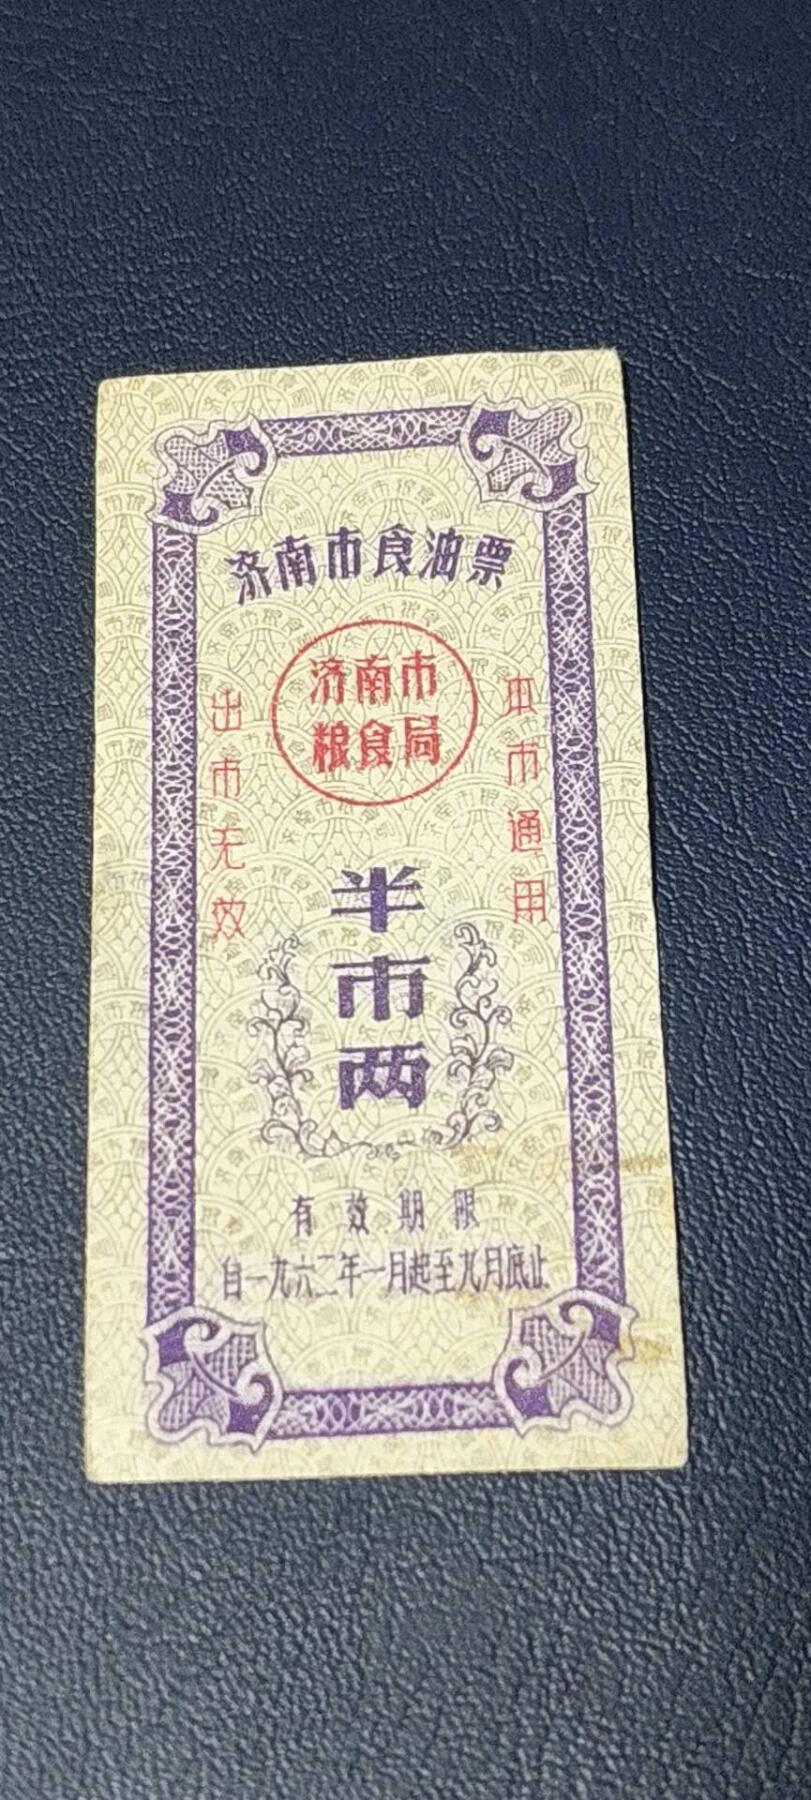 济南市食油票
济南市
粮食局
本市通用
出市无效
半市两
有效期限
自一九六二年一月起至九月底止